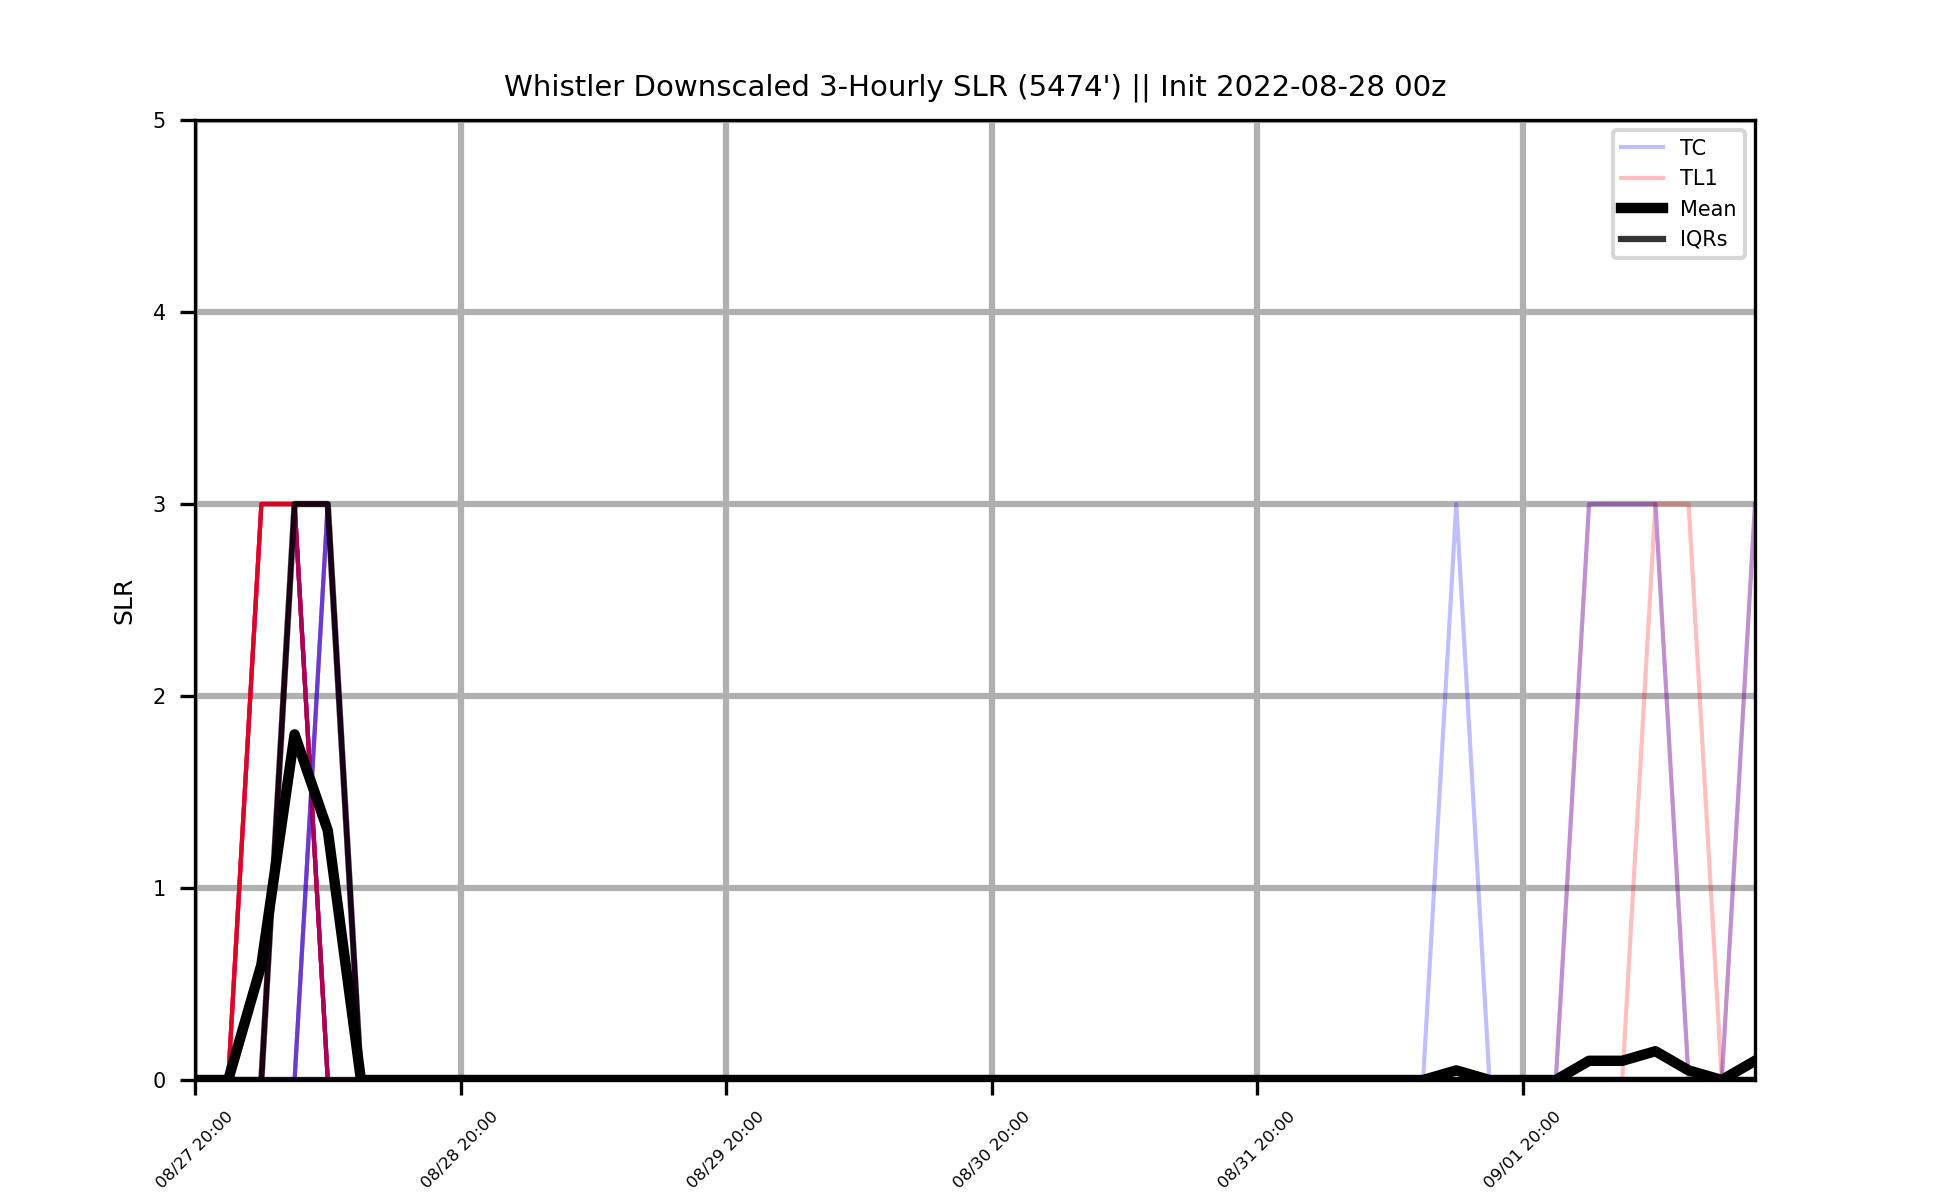 Whistler Downscaled 3-Hourly SLR (5474') || Init 2022-08-28 00z
5
4
3
2
1
0
SLR
TC
TL1
Mean
IQRs
08/27 20:00
08/28 20:00
08/29 20:00
08/30 20:00
08/31 20:00
09/01 20:00